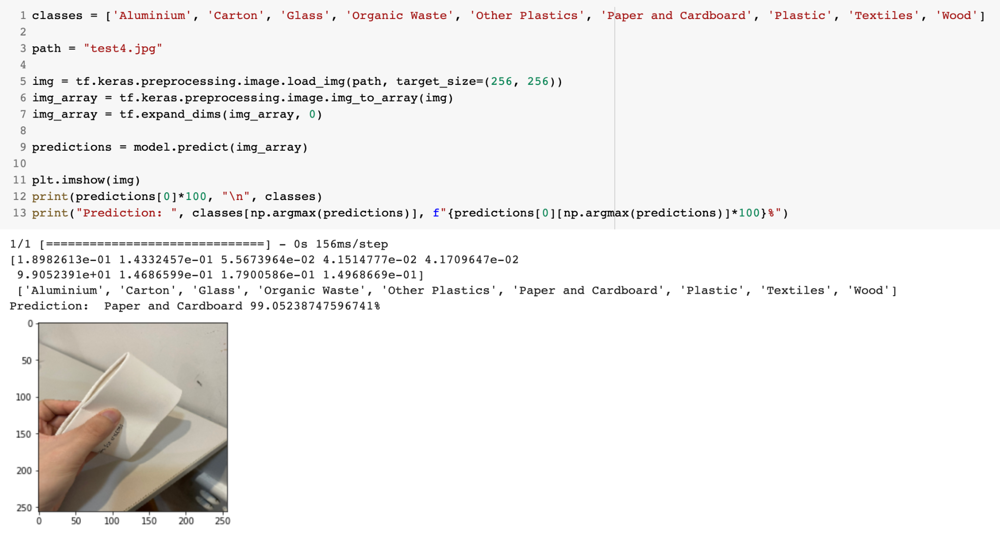 1 classes = ['Aluminium', 'Carton', 'Glass', 'Organic Waste', 'Other Plastics', 'Paper and Cardboard', 'Plastic', 'Textiles', 'Wood']
2
3 path = "test4.jpg"
4
5 img = tf.keras.preprocessing.image.load_img(path, target_size=(256, 256))
6 img_array = tf.keras.preprocessing.image.img_to_array(img)
7 img_array = tf.expand_dims(img_array, 0)
8
9 predictions = model.predict(img_array)
10
11 plt.imshow(img)
12 print(predictions[0]*100, "\n", classes)
13 print("Prediction: ", classes[np.argmax(predictions)], f"{predictions[0][np.argmax(predictions)]*100}%")
1/1 [==============================] - 0s 156ms/step
[1.8982613e-01 1.4332457e-01 5.5673964e-02 4.1514777e-02 4.1709647e-02
9.9052391e+01 1.4686599e-01 1.7900586e-01 1.4968669e-01]
['Aluminium', 'Carton', 'Glass', 'Organic Waste', 'Other Plastics', 'Paper and Cardboard', 'Plastic', 'Textiles', 'Wood']
Prediction:  Paper and Cardboard 99.05238747596741%
0
50
100
150
200
250
0 50 100 150 200 250